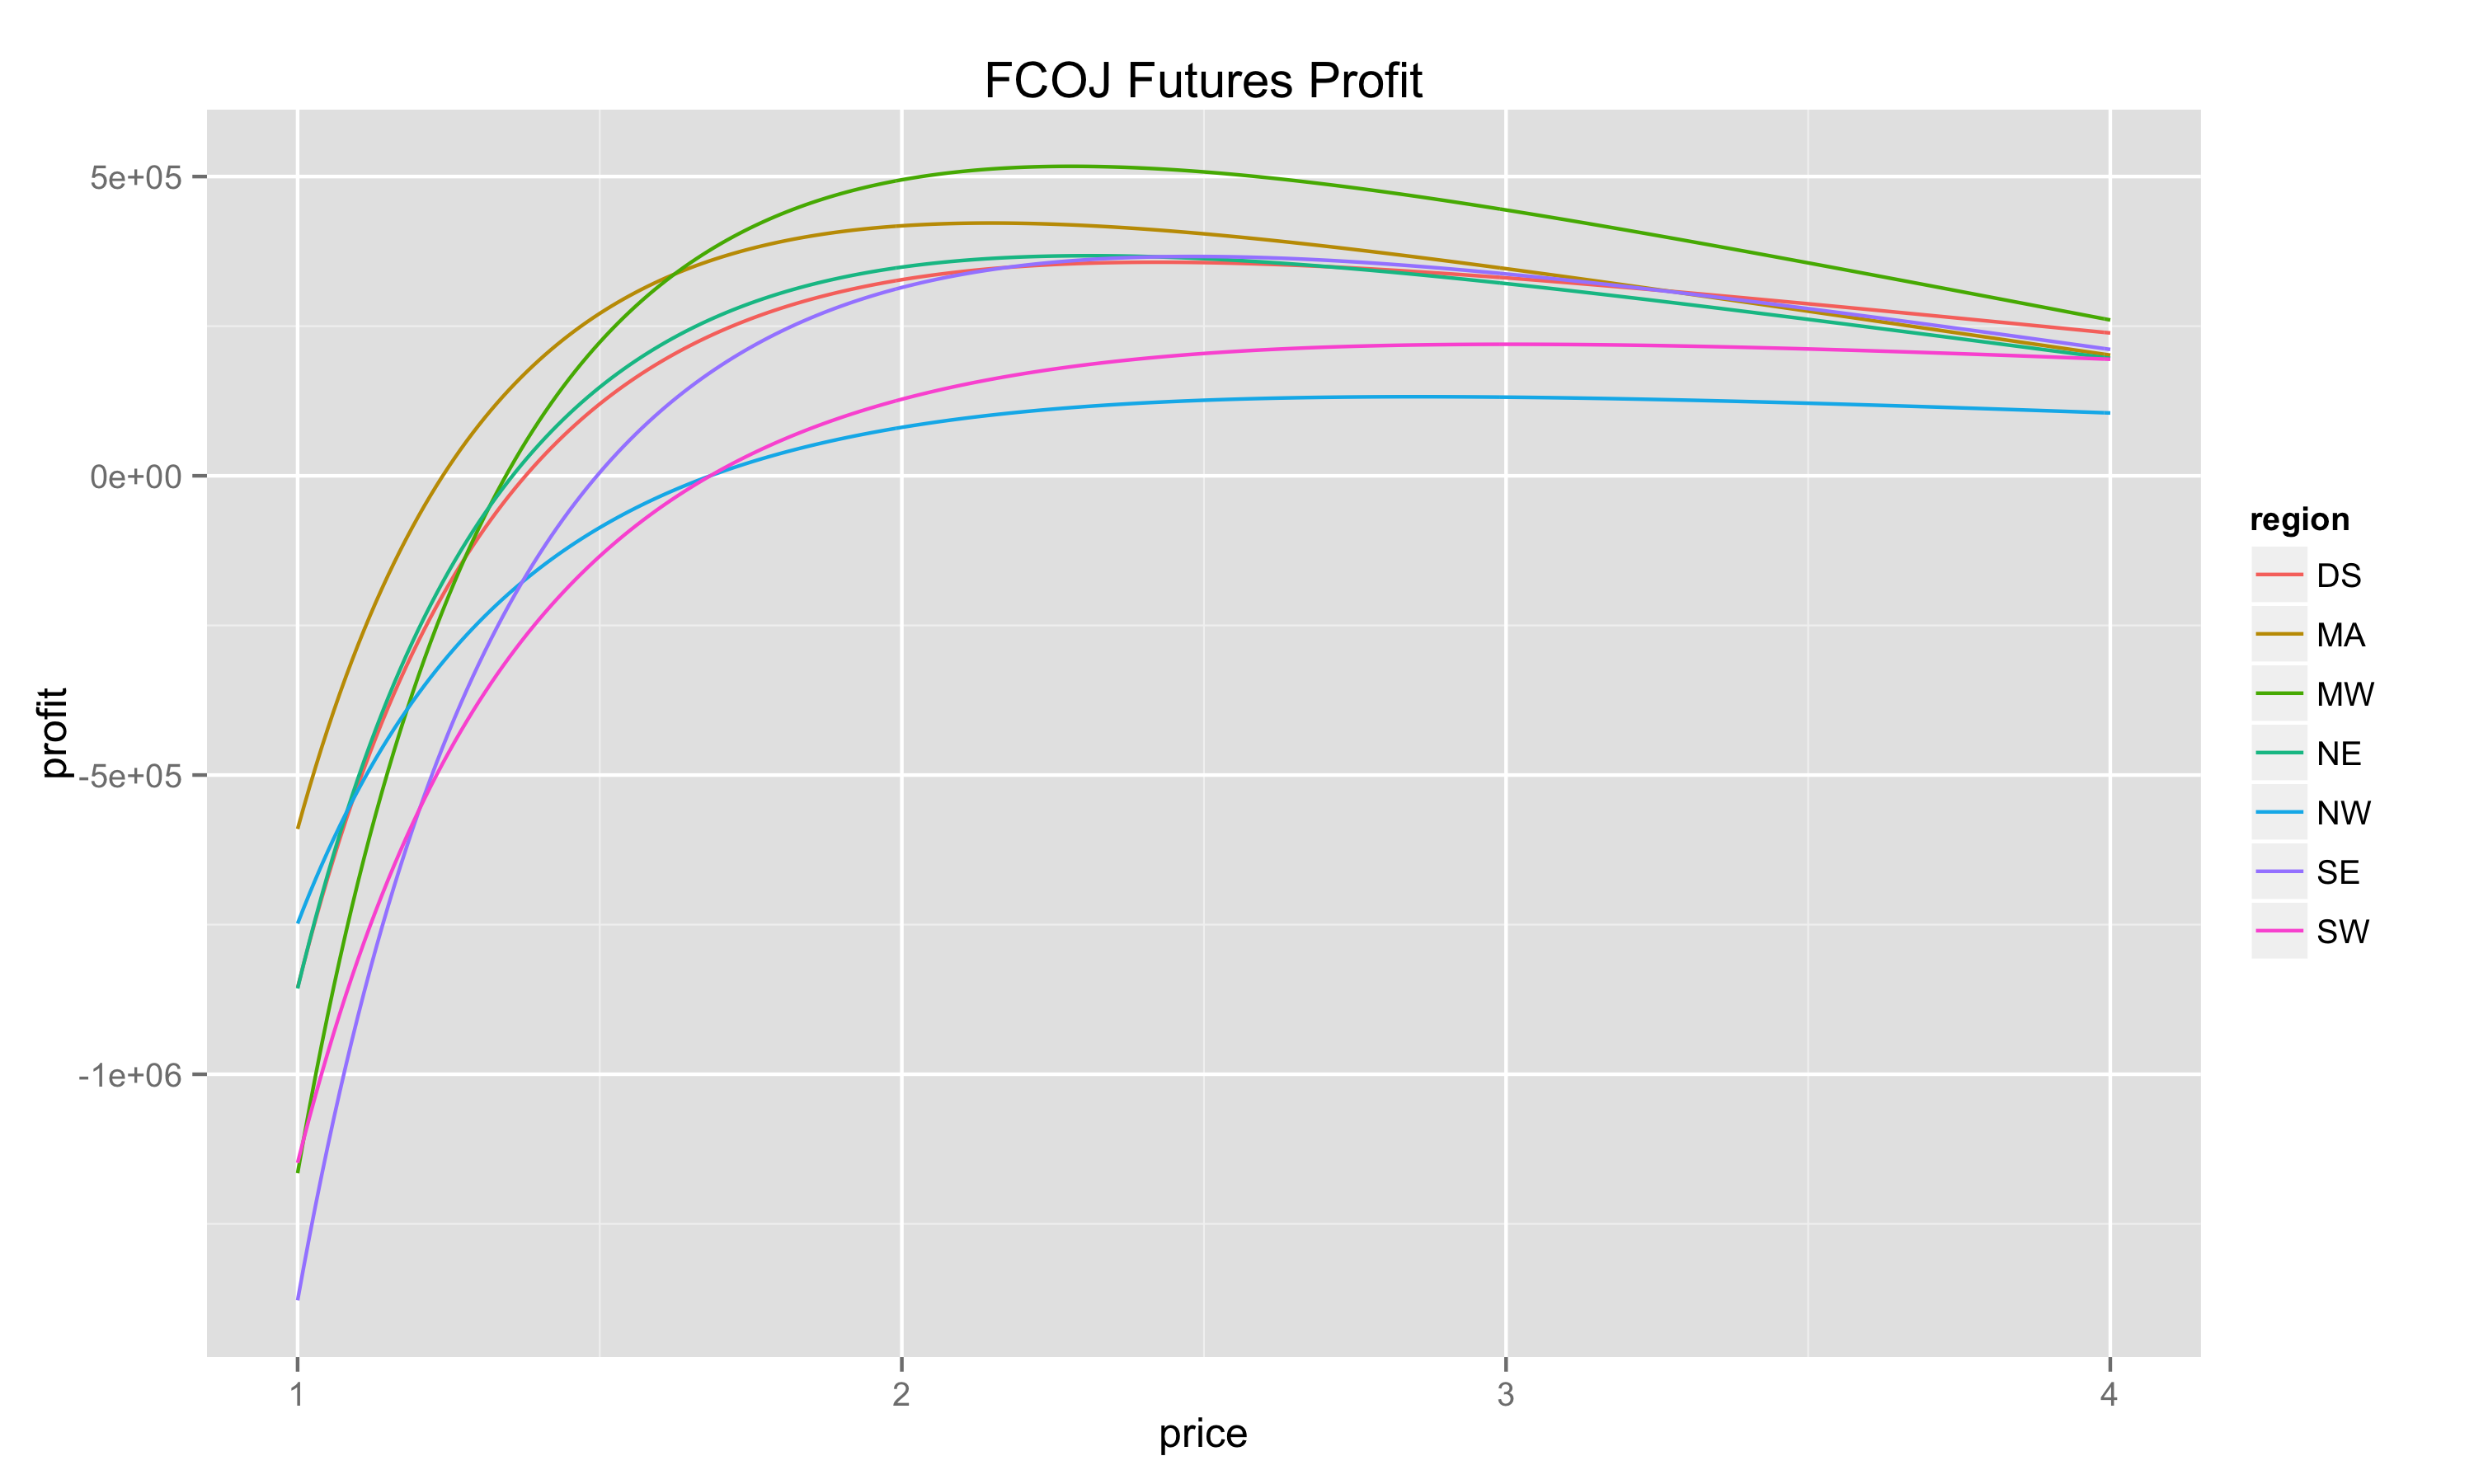 FCOJ Futures Profit
5e+05
0e+00
-5e+05
-1e+06
profit
1 2 3 4
price
region
DS
MA
MW
NE
NW
SE
SW